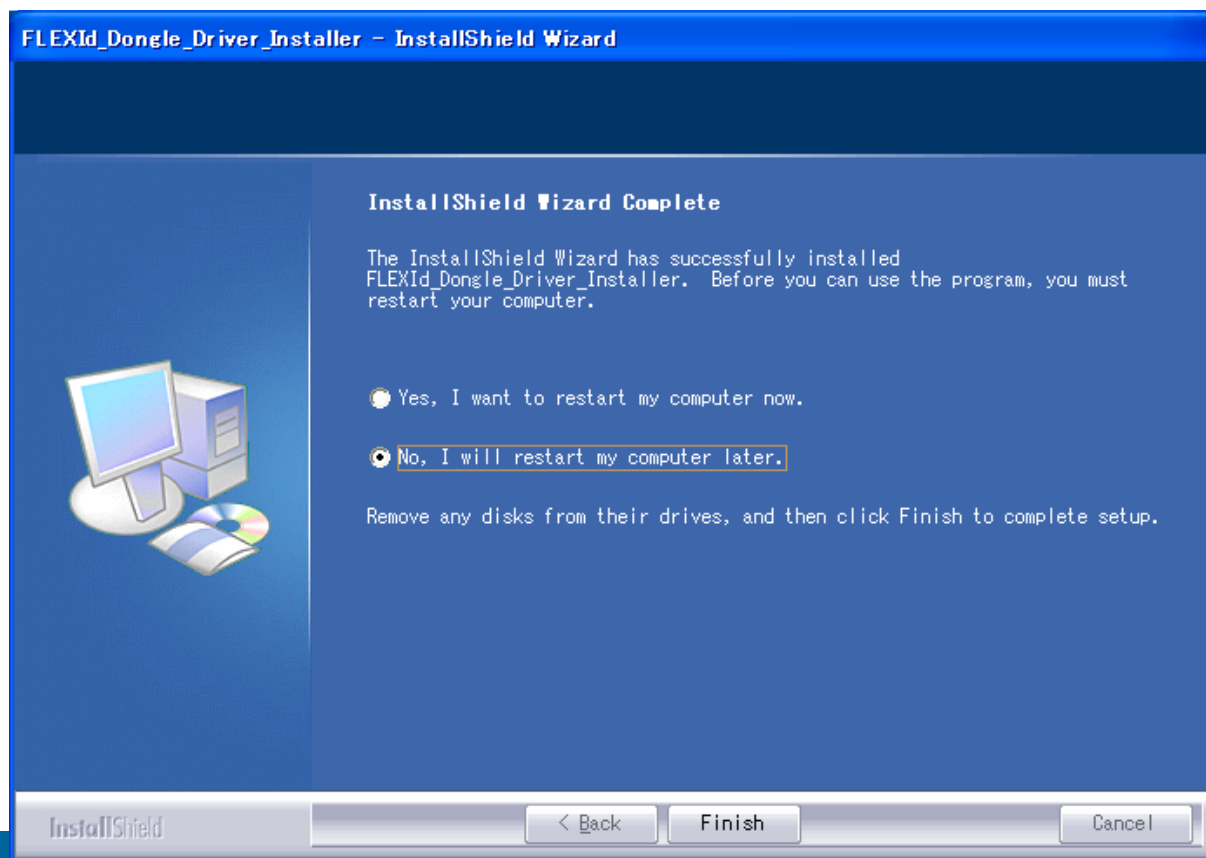 FLEXId_Dongle_Driver_Installer - InstallShield Wizard
InstallShield Wizard Complete
The InstallShield Wizard has successfully installed
FLEXId_Dongle_Driver_Installer.  Before you can use the program, you must
restart your computer.
Yes, I want to restart my computer now.
No, I will restart my computer later.
Remove any disks from their drives, and then click Finish to complete setup.
InstallShield
< Back
Finish
Cancel